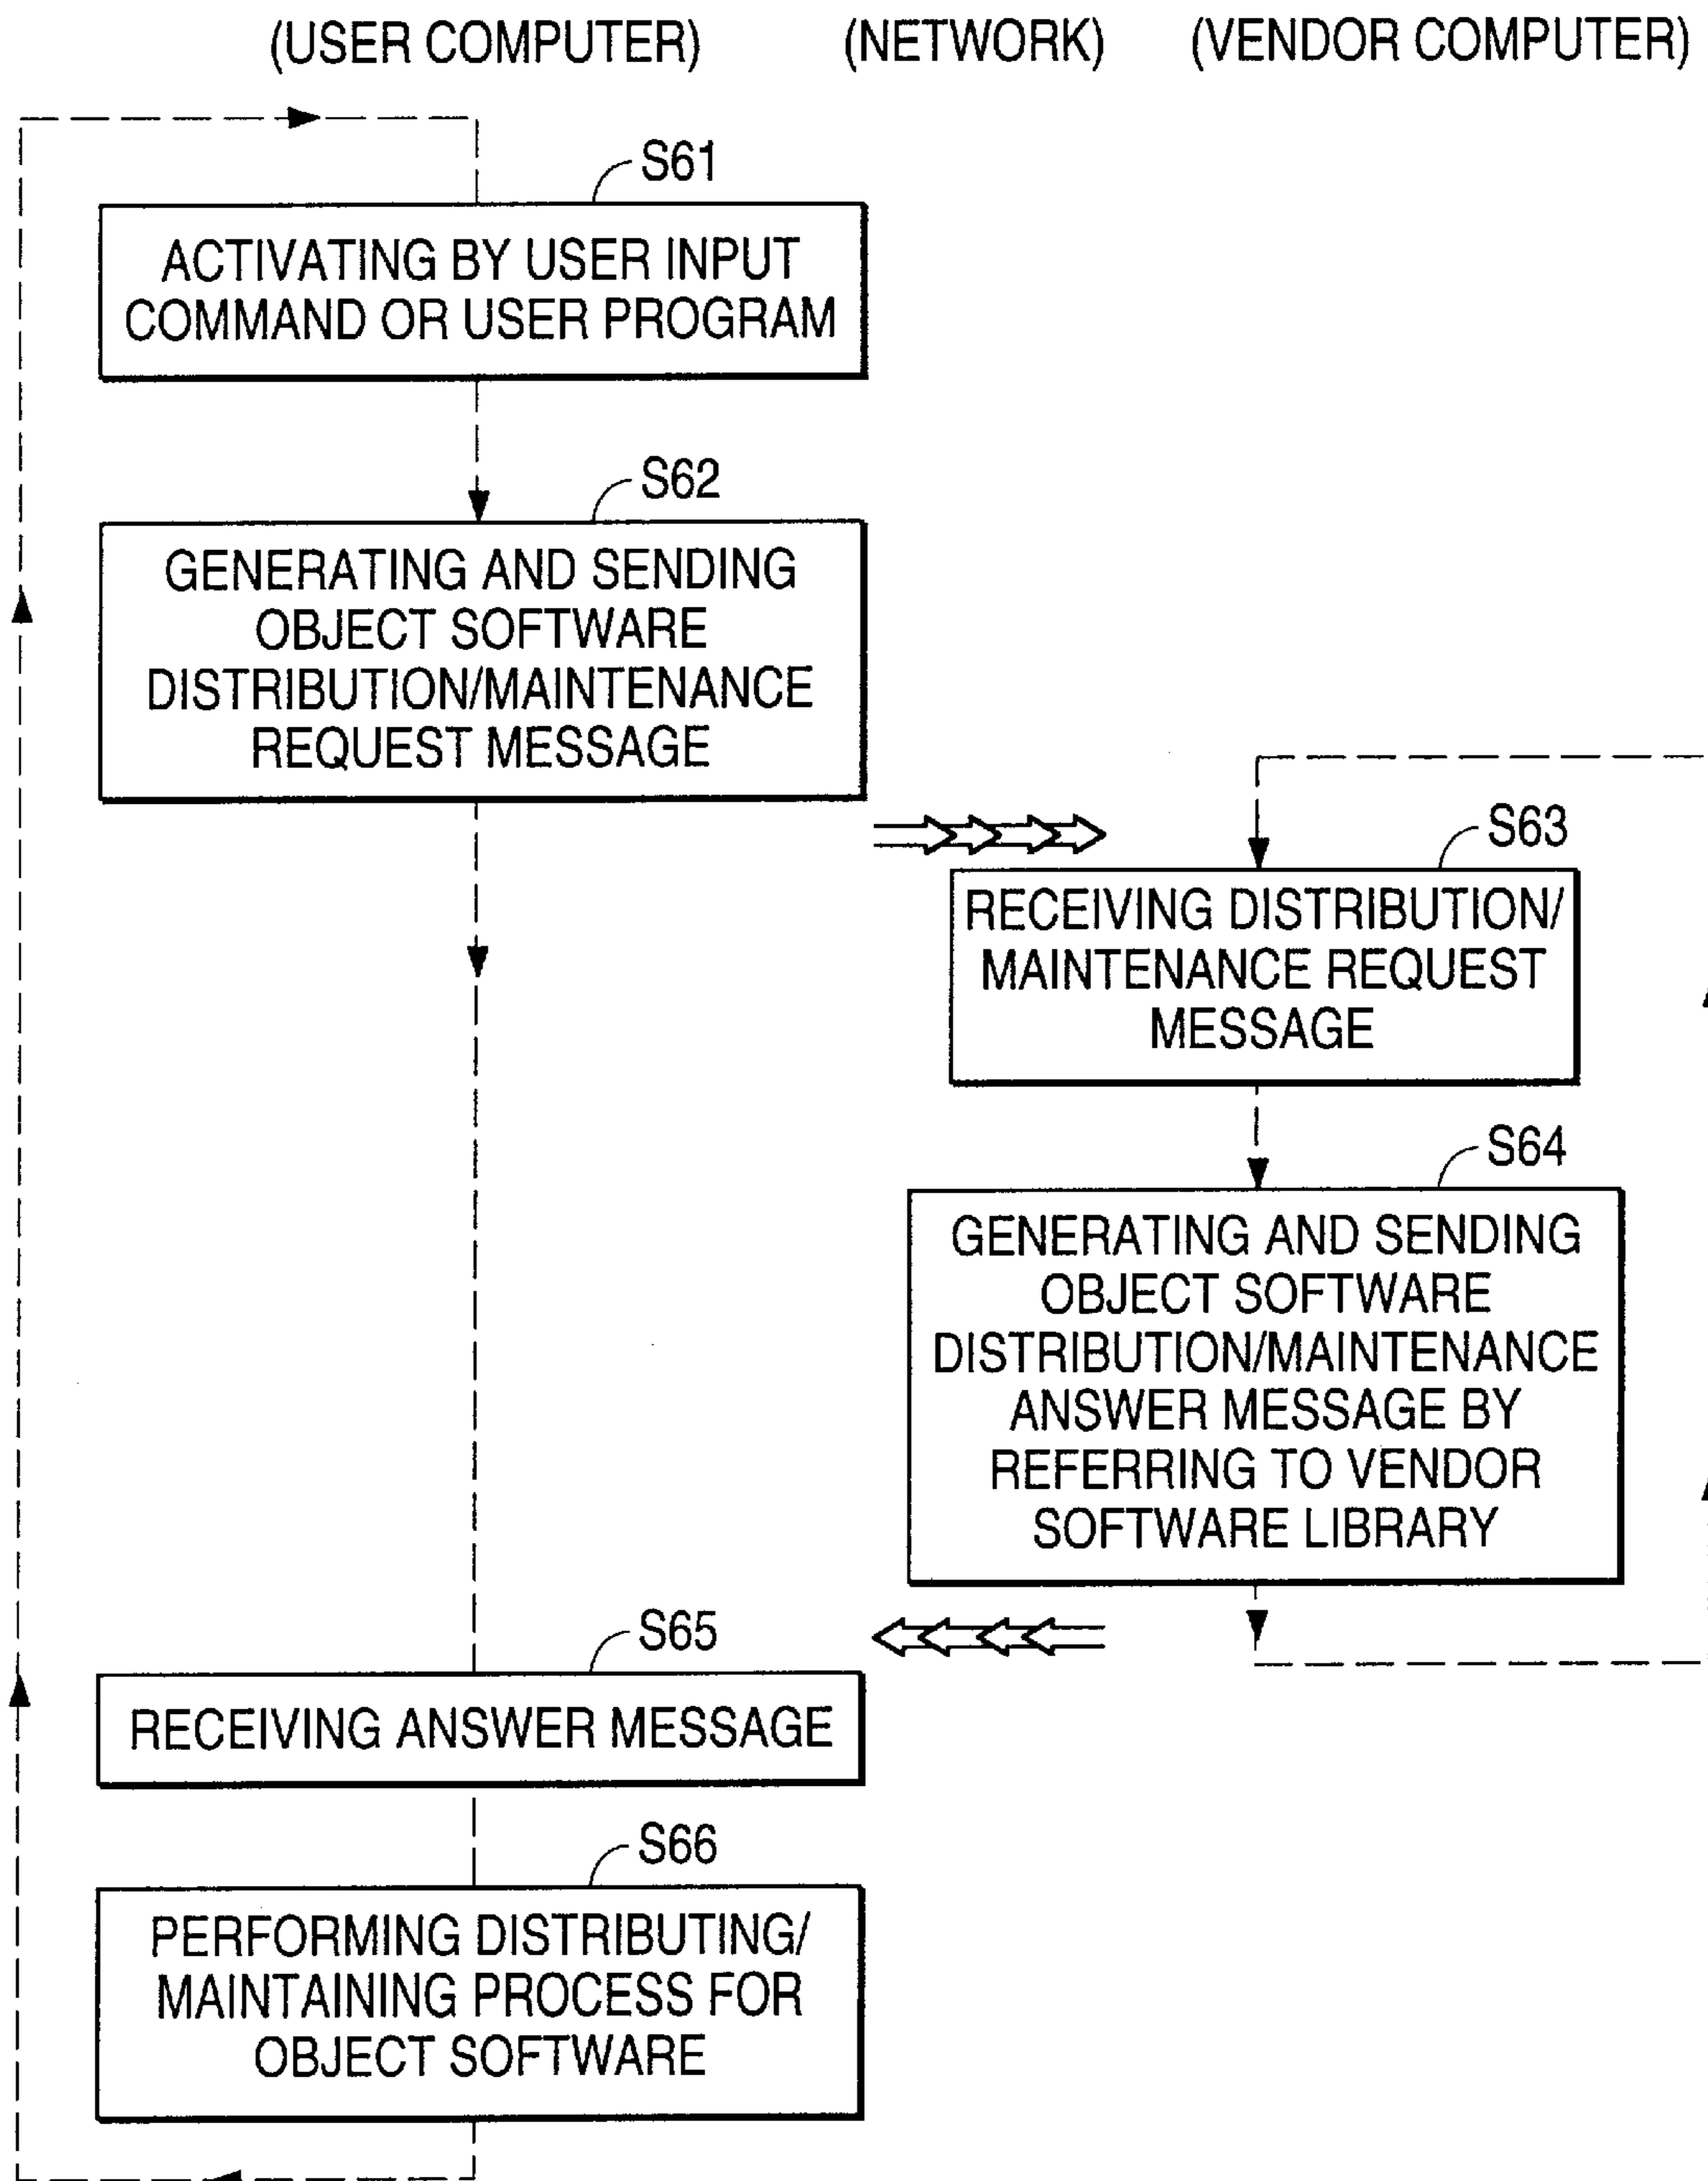 (USER COMPUTER) (NETWORK) (VENDOR COMPUTER)
S61
ACTIVATING BY USER INPUT
COMMAND OR USER PROGRAM
S62
GENERATING AND SENDING
OBJECT SOFTWARE
DISTRIBUTION/MAINTENANCE
REQUEST MESSAGE
S63
RECEIVING DISTRIBUTION/
MAINTENANCE REQUEST
MESSAGE
S64
GENERATING AND SENDING
OBJECT SOFTWARE
DISTRIBUTION/MAINTENANCE
ANSWER MESSAGE BY
REFERRING TO VENDOR
SOFTWARE LIBRARY
S65
RECEIVING ANSWER MESSAGE
S66
PERFORMING DISTRIBUTING/
MAINTAINING PROCESS FOR
OBJECT SOFTWARE